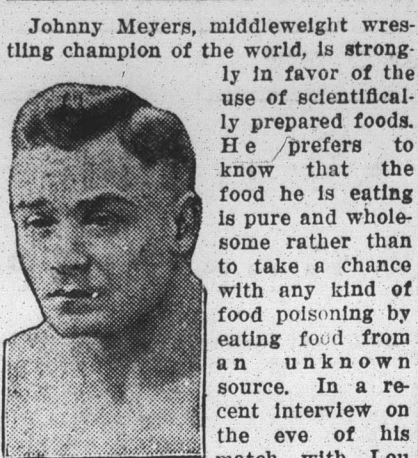 Johnny Meyers, middleweight wres-
tling champion of the world, is strong-
ly in favor of the
use of scientifical-
ly prepared foods.
He prefers to
know that the
food he is eating
is pure and whole-
some rather than
to take a chance
with any kind of
food poisoning by
eating food from
an unknown
source. In a re-
cent interview on
the eve of his
match with Lou